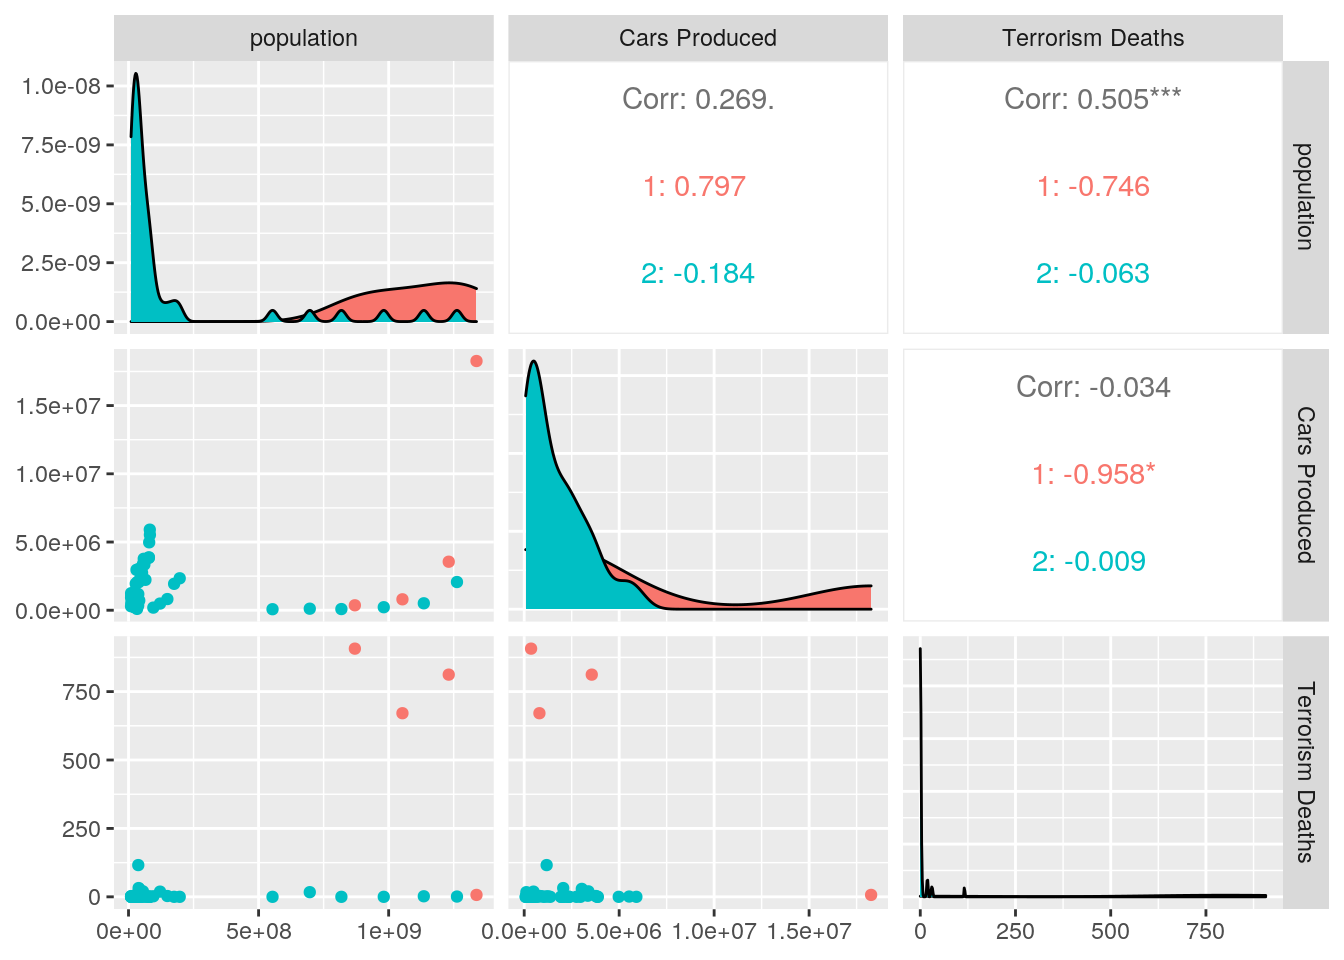 population
Cars Produced
Terrorism Deaths
1.0e-08
7.5e-09
5.0e-09
2.5e-09
0.0e+00
Corr: 0.269.
1: 0.797
2: -0.184
Corr: 0.505***
1: -0.746
2: -0.063
population
1.5e+07
1.0e+07
5.0e+06
0.0e+00
Corr: -0.034
1: -0.958*
2: -0.009
Cars Produced
750
500
250
0
Terrorism Deaths
0e+00
5e+08
1e+09
0.0e+00
5.0e+06
1.0e+07
1.5e+07
0
250
500
750